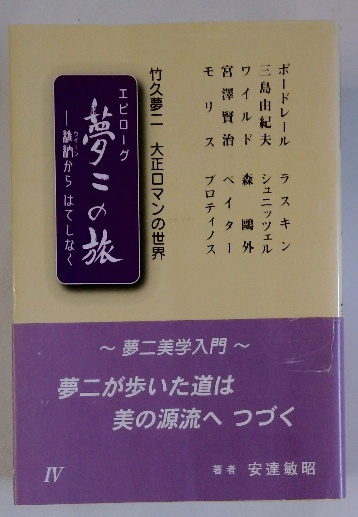 ボードレール　ラスキン
三島由紀夫　シュニッツェル
ワイルド　森鷗外
宮澤賢治　ペイター
モリス　プロティノス
竹久夢二　大正ロマンの世界
エピローグ
夢二の旅
ウイーン
―維納から はてしなく
～ 夢二美学入門 ～
夢二が歩いた道は
美の源流へ つづく
IV
著者 安達敏昭